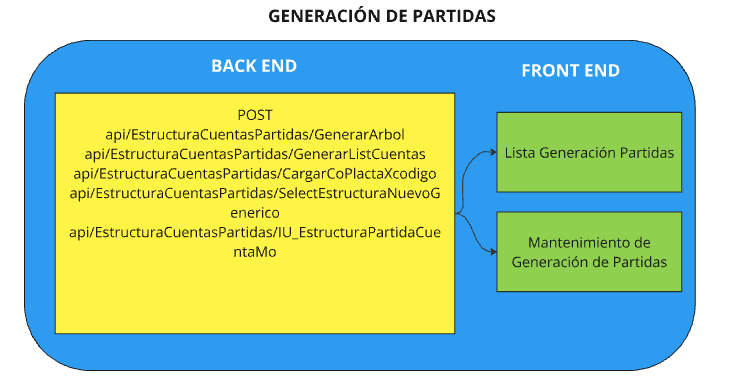 GENERACIÓN DE PARTIDAS
BACK END
FRONT END
POST
api/EstructuraCuentasPartidas/GenerarArbol
api/EstructuraCuentasPartidas/GenerarListCuentas
api/EstructuraCuentasPartidas/CargarCoPlactaXcodigo
api/EstructuraCuentasPartidas/SelectEstructuraNuevoG
enerico
api/EstructuraCuentasPartidas/IU_EstructuraPartidaCue
ntaMo
Lista Generación Partidas
Mantenimiento de
Generación de Partidas